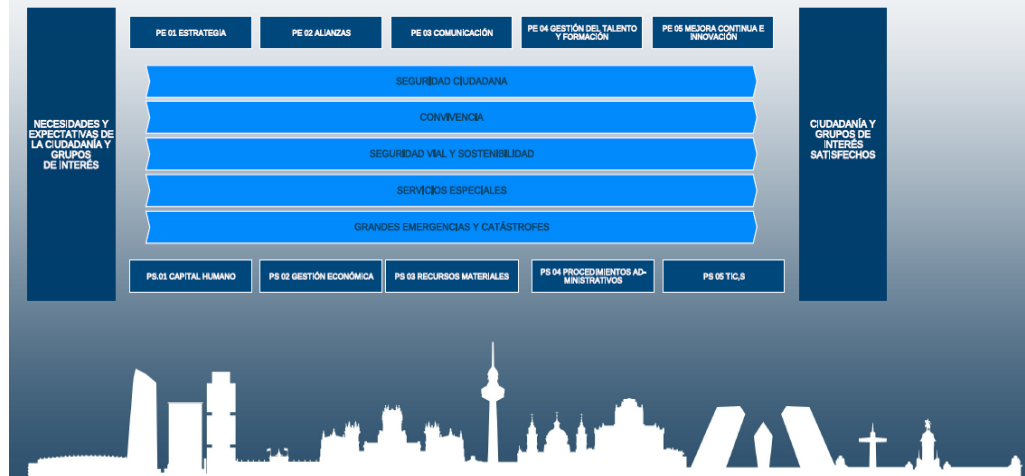 PE 01 ESTRATEGIA
PE 02 ALIANZAS
PE 03 COMUNICACIÓN
PE 04 GESTIÓN DEL TALENTO
Y FORMACIÓN
PE 05 MEJORA CONTINUA E
INNOVACIÓN
NECESIDADES Y
EXPECTATIVAS DE
LA CIUDADANÍA Y
GRUPOS
DE INTERÉS
SEGURIDAD CIUDADANA
CONVIVENCIA
SEGURIDAD VIAL Y SOSTENIBILIDAD
SERVICIOS ESPECIALES
GRANDES EMERGENCIAS Y CATÁSTROFES
CIUDADANÍA Y
GRUPOS DE
INTERÉS
SATISFECHOS
PS.01 CAPITAL HUMANO
PS 02 GESTIÓN ECONÓMICA
PS 03 RECURSOS MATERIALES
PS 04 PROCEDIMIENTOS AD-
MINISTRATIVOS
PS 05 TIC,S